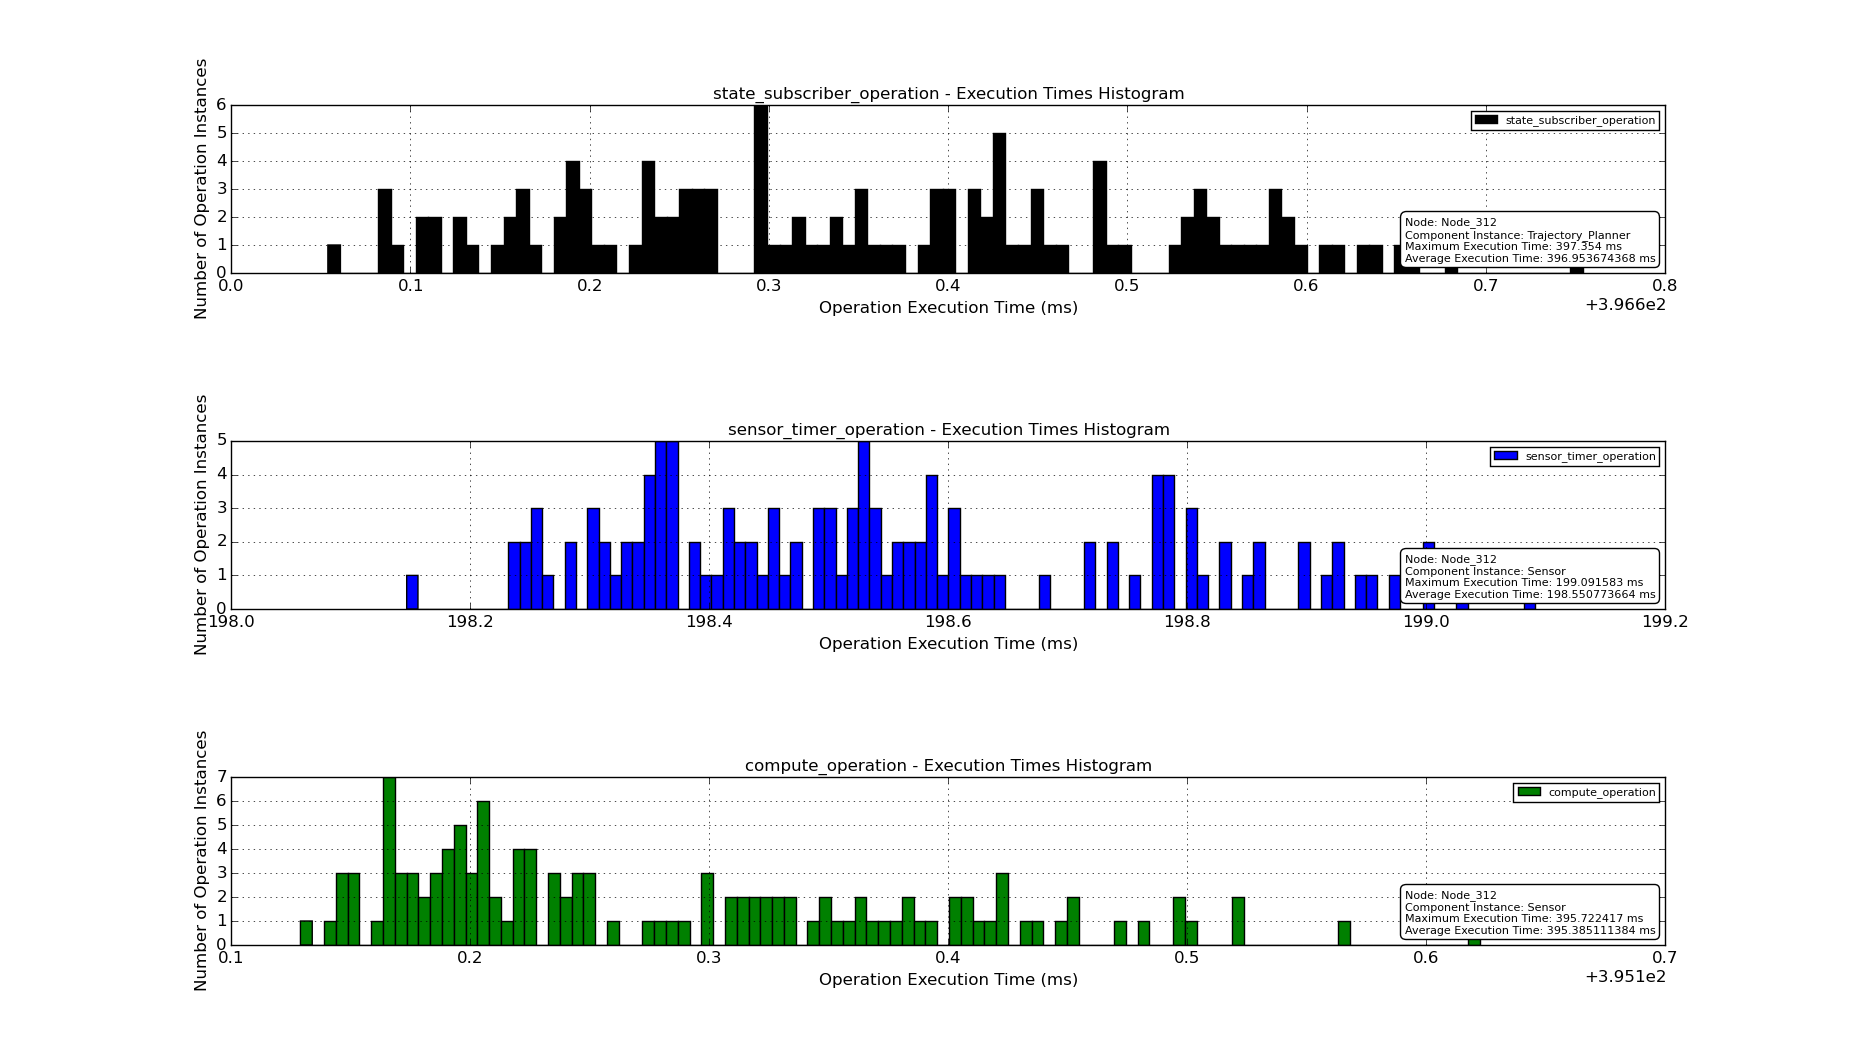 state_subscriber_operation - Execution Times Histogram
Number of Operation Instances
6
5
4
3
2
1
0
state_subscriber_operation
Node: Node_312
Component Instance: Trajectory_Planner
Maximum Execution Time: 397.354 ms
Average Execution Time: 396.953674368 ms
0.0 0.1 0.2 0.3 0.4 0.5 0.6 0.7 0.8
+3.966e2
Operation Execution Time (ms)
sensor_timer_operation - Execution Times Histogram
Number of Operation Instances
5
4
3
2
1
0
sensor_timer_operation
Node: Node_312
Component Instance: Sensor
Maximum Execution Time: 199.091583 ms
Average Execution Time: 198.550773664 ms
198.0 198.2 198.4 198.6 198.8 199.0 199.2
Operation Execution Time (ms)
compute_operation - Execution Times Histogram
Number of Operation Instances
7
6
5
4
3
2
1
0
compute_operation
Node: Node_312
Component Instance: Sensor
Maximum Execution Time: 395.722417 ms
Average Execution Time: 395.385111384 ms
0.1 0.2 0.3 0.4 0.5 0.6 0.7
+3.951e2
Operation Execution Time (ms)